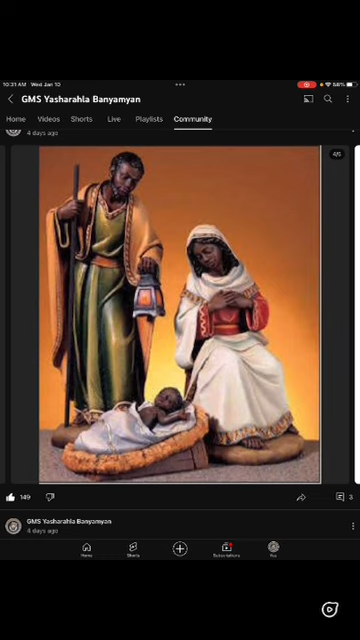 10:31 AM Wed Jan 10
58%
GMS Yasharahla Banyamyan
Home Videos Shorts Live Playlists Community
4 days ago
4/5
149
3
GMS Yasharahla Banyamyan
4 days ago
Home Shorts Subscriptions You